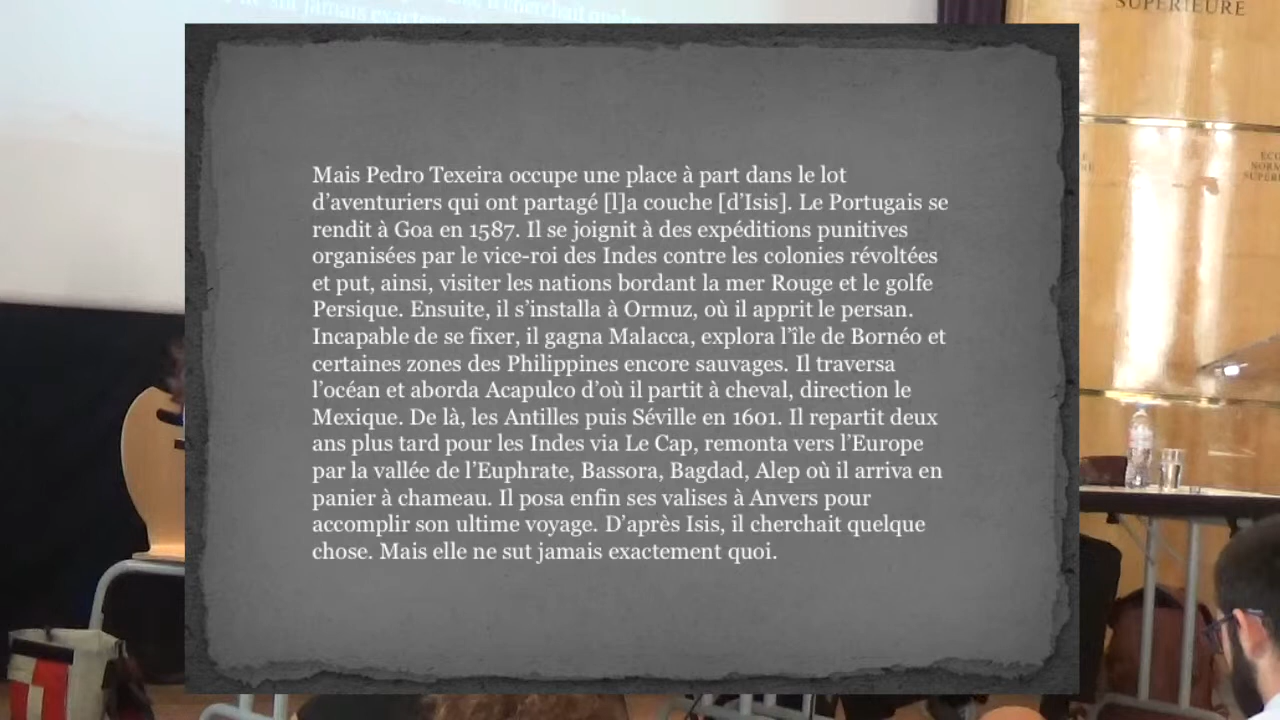 SUPÉRIEURE
Mais Pedro Texeira occupe une place à part dans le lot
d'aventuriers qui ont partagé [l]a couche [d'Isis]. Le Portugais se
rendit à Goa en 1587. Il se joignit à des expéditions punitives
organisées par le vice-roi des Indes contre les colonies révoltées
et put, ainsi, visiter les nations bordant la mer Rouge et le golfe
Persique. Ensuite, il s'installa à Ormuz, où il apprit le persan.
Incapable de se fixer, il gagna Malacca, explora l'île de Bornéo et
certaines zones des Philippines encore sauvages. Il traversa
l'océan et aborda Acapulco d'où il partit à cheval, direction le
Mexique. De là, les Antilles puis Séville en 1601. Il repartit deux
ans plus tard pour les Indes via Le Cap, remonta vers l'Europe
par la vallée de l'Euphrate, Bassora, Bagdad, Alep où il arriva en
panier à chameau. Il posa enfin ses valises à Anvers pour
accomplir son ultime voyage. D'après Isis, il cherchait quelque
chose. Mais elle ne sut jamais exactement quoi.